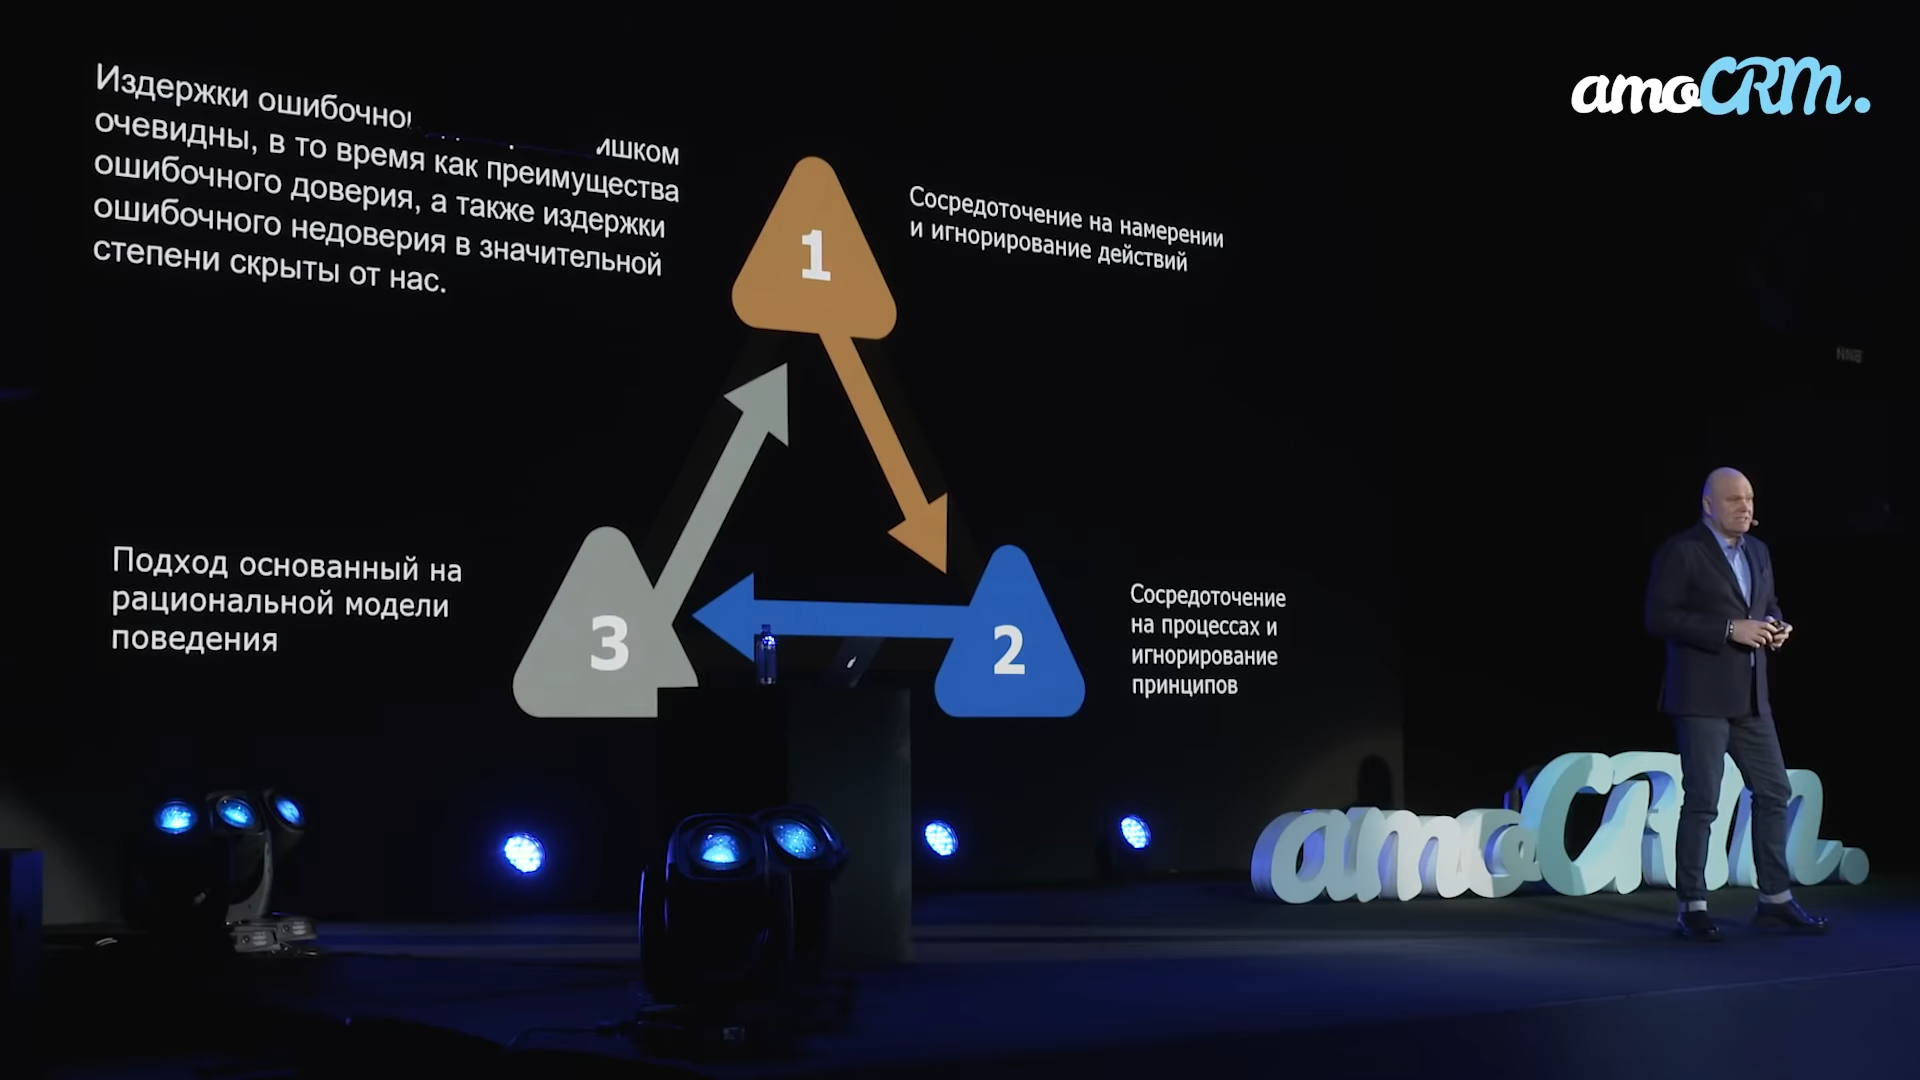 Издержки ошибочно
очевидны, в то время как преимущества
ошибочного доверия, а также издержки
ошибочного недоверия в значительной
степени скрыты от нас.
amoCRM.
1
Сосредоточение на намерении
и игнорирование действий
Подход основанный на
рациональной модели
поведения
3
2
Сосредоточение
на процессах и
игнорирование
принципов
amoCRM.